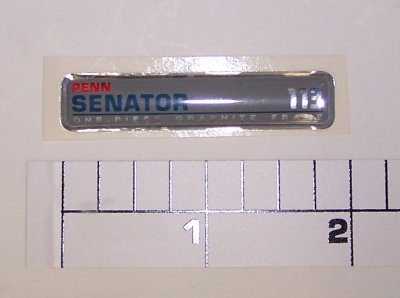 PENN
SENATOR
ONE-PIECE GRAPHITE FRAME
1 2